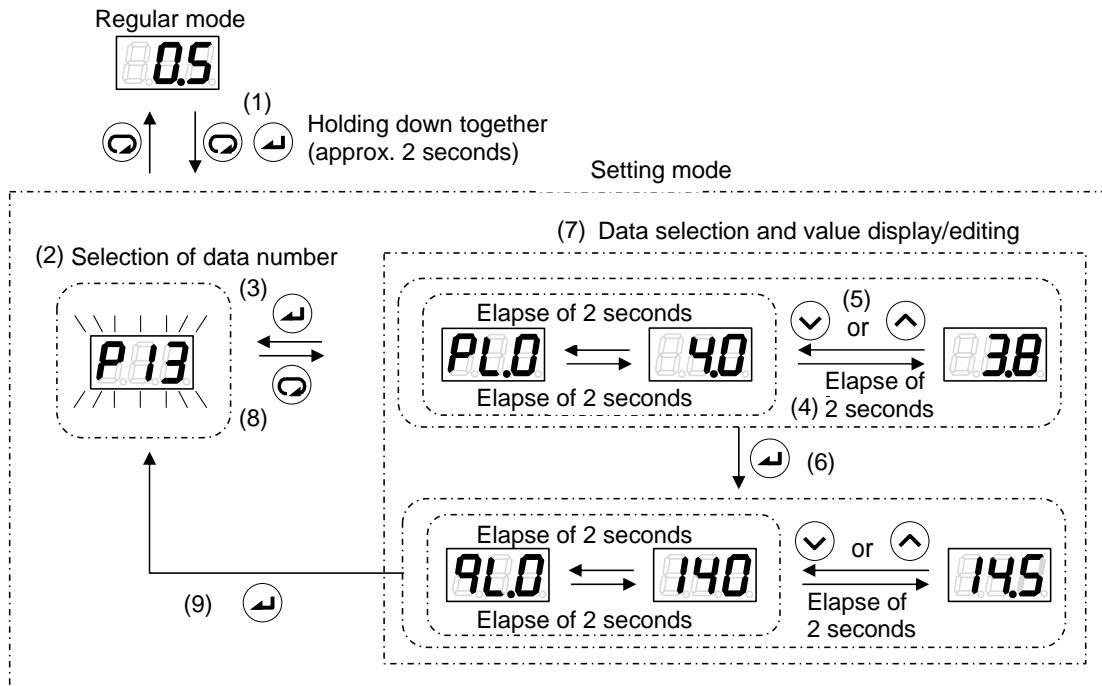 Regular mode
0.5
(1)
Holding down together
(approx. 2 seconds)
Setting mode
(7) Data selection and value display/editing
(2) Selection of data number
(3)
P13
(8)
Elapse of 2 seconds
PL.0
4.0
Elapse of 2 seconds
(5)
or
3.8
Elapse of
(4) 2 seconds
(6)
Elapse of 2 seconds
qL.0
140
Elapse of 2 seconds
or
14.5
Elapse of
2 seconds
(9)